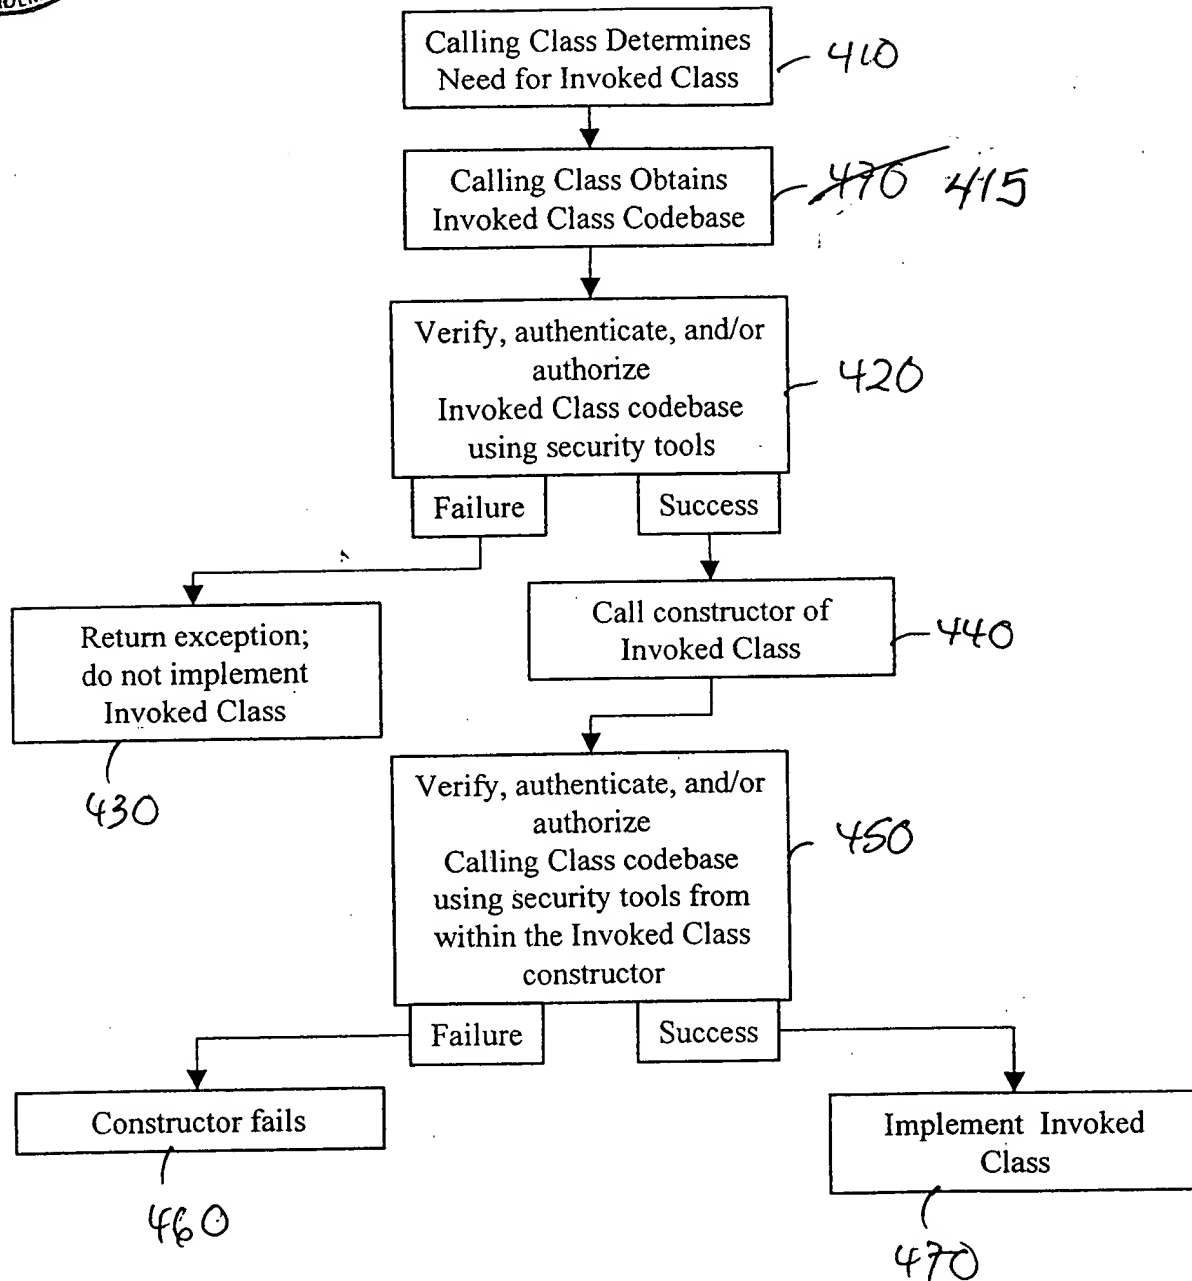 Calling Class Determines
Need for Invoked Class
410
Calling Class Obtains
Invoked Class Codebase
470 415
Verify, authenticate, and/or
authorize
Invoked Class codebase
using security tools
420
Failure
Success
Return exception;
do not implement
Invoked Class
430
Call constructor of
Invoked Class
440
Verify, authenticate, and/or
authorize
Calling Class codebase
using security tools from
within the Invoked Class
constructor
450
Failure
Success
Constructor fails
460
Implement Invoked
Class
470